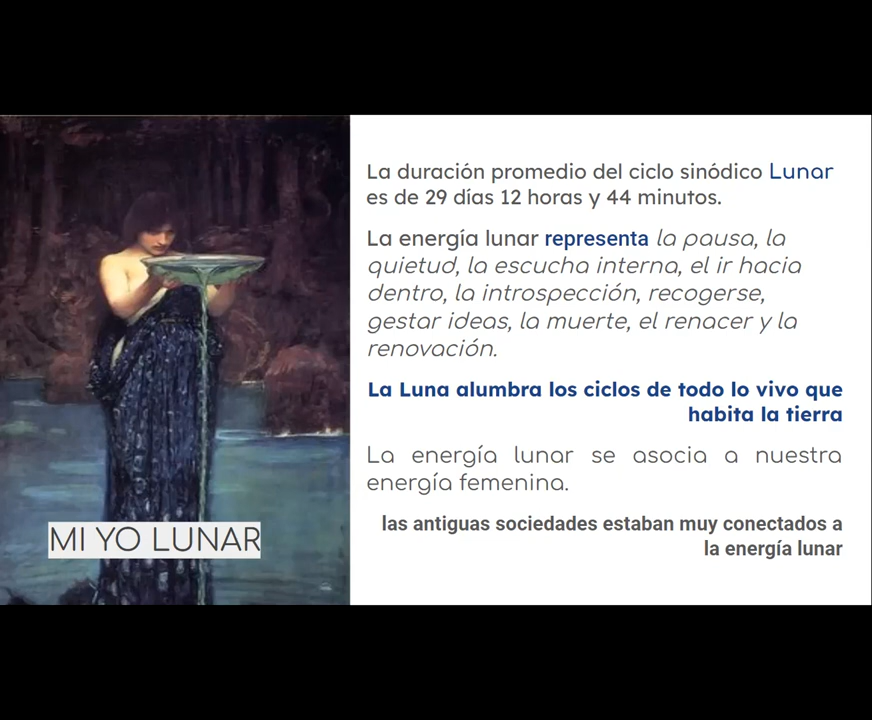 MI YO LUNAR
La duración promedio del ciclo sinódico Lunar
es de 29 días 12 horas y 44 minutos.
La energía lunar representa la pausa, la
quietud, la escucha interna, el ir hacia
dentro, la introspección, recogerse,
gestar ideas, la muerte, el renacer y la
renovación.
La Luna alumbra los ciclos de todo lo vivo que
habita la tierra
La energía lunar se asocia a nuestra
energía femenina.
las antiguas sociedades estaban muy conectados a
la energía lunar